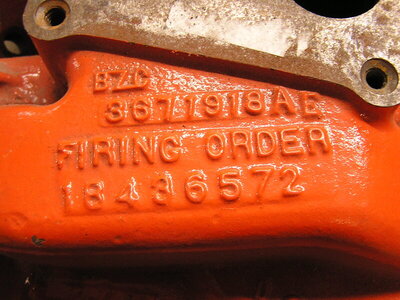 BZC
3671918AE
FIRING ORDER
18436572